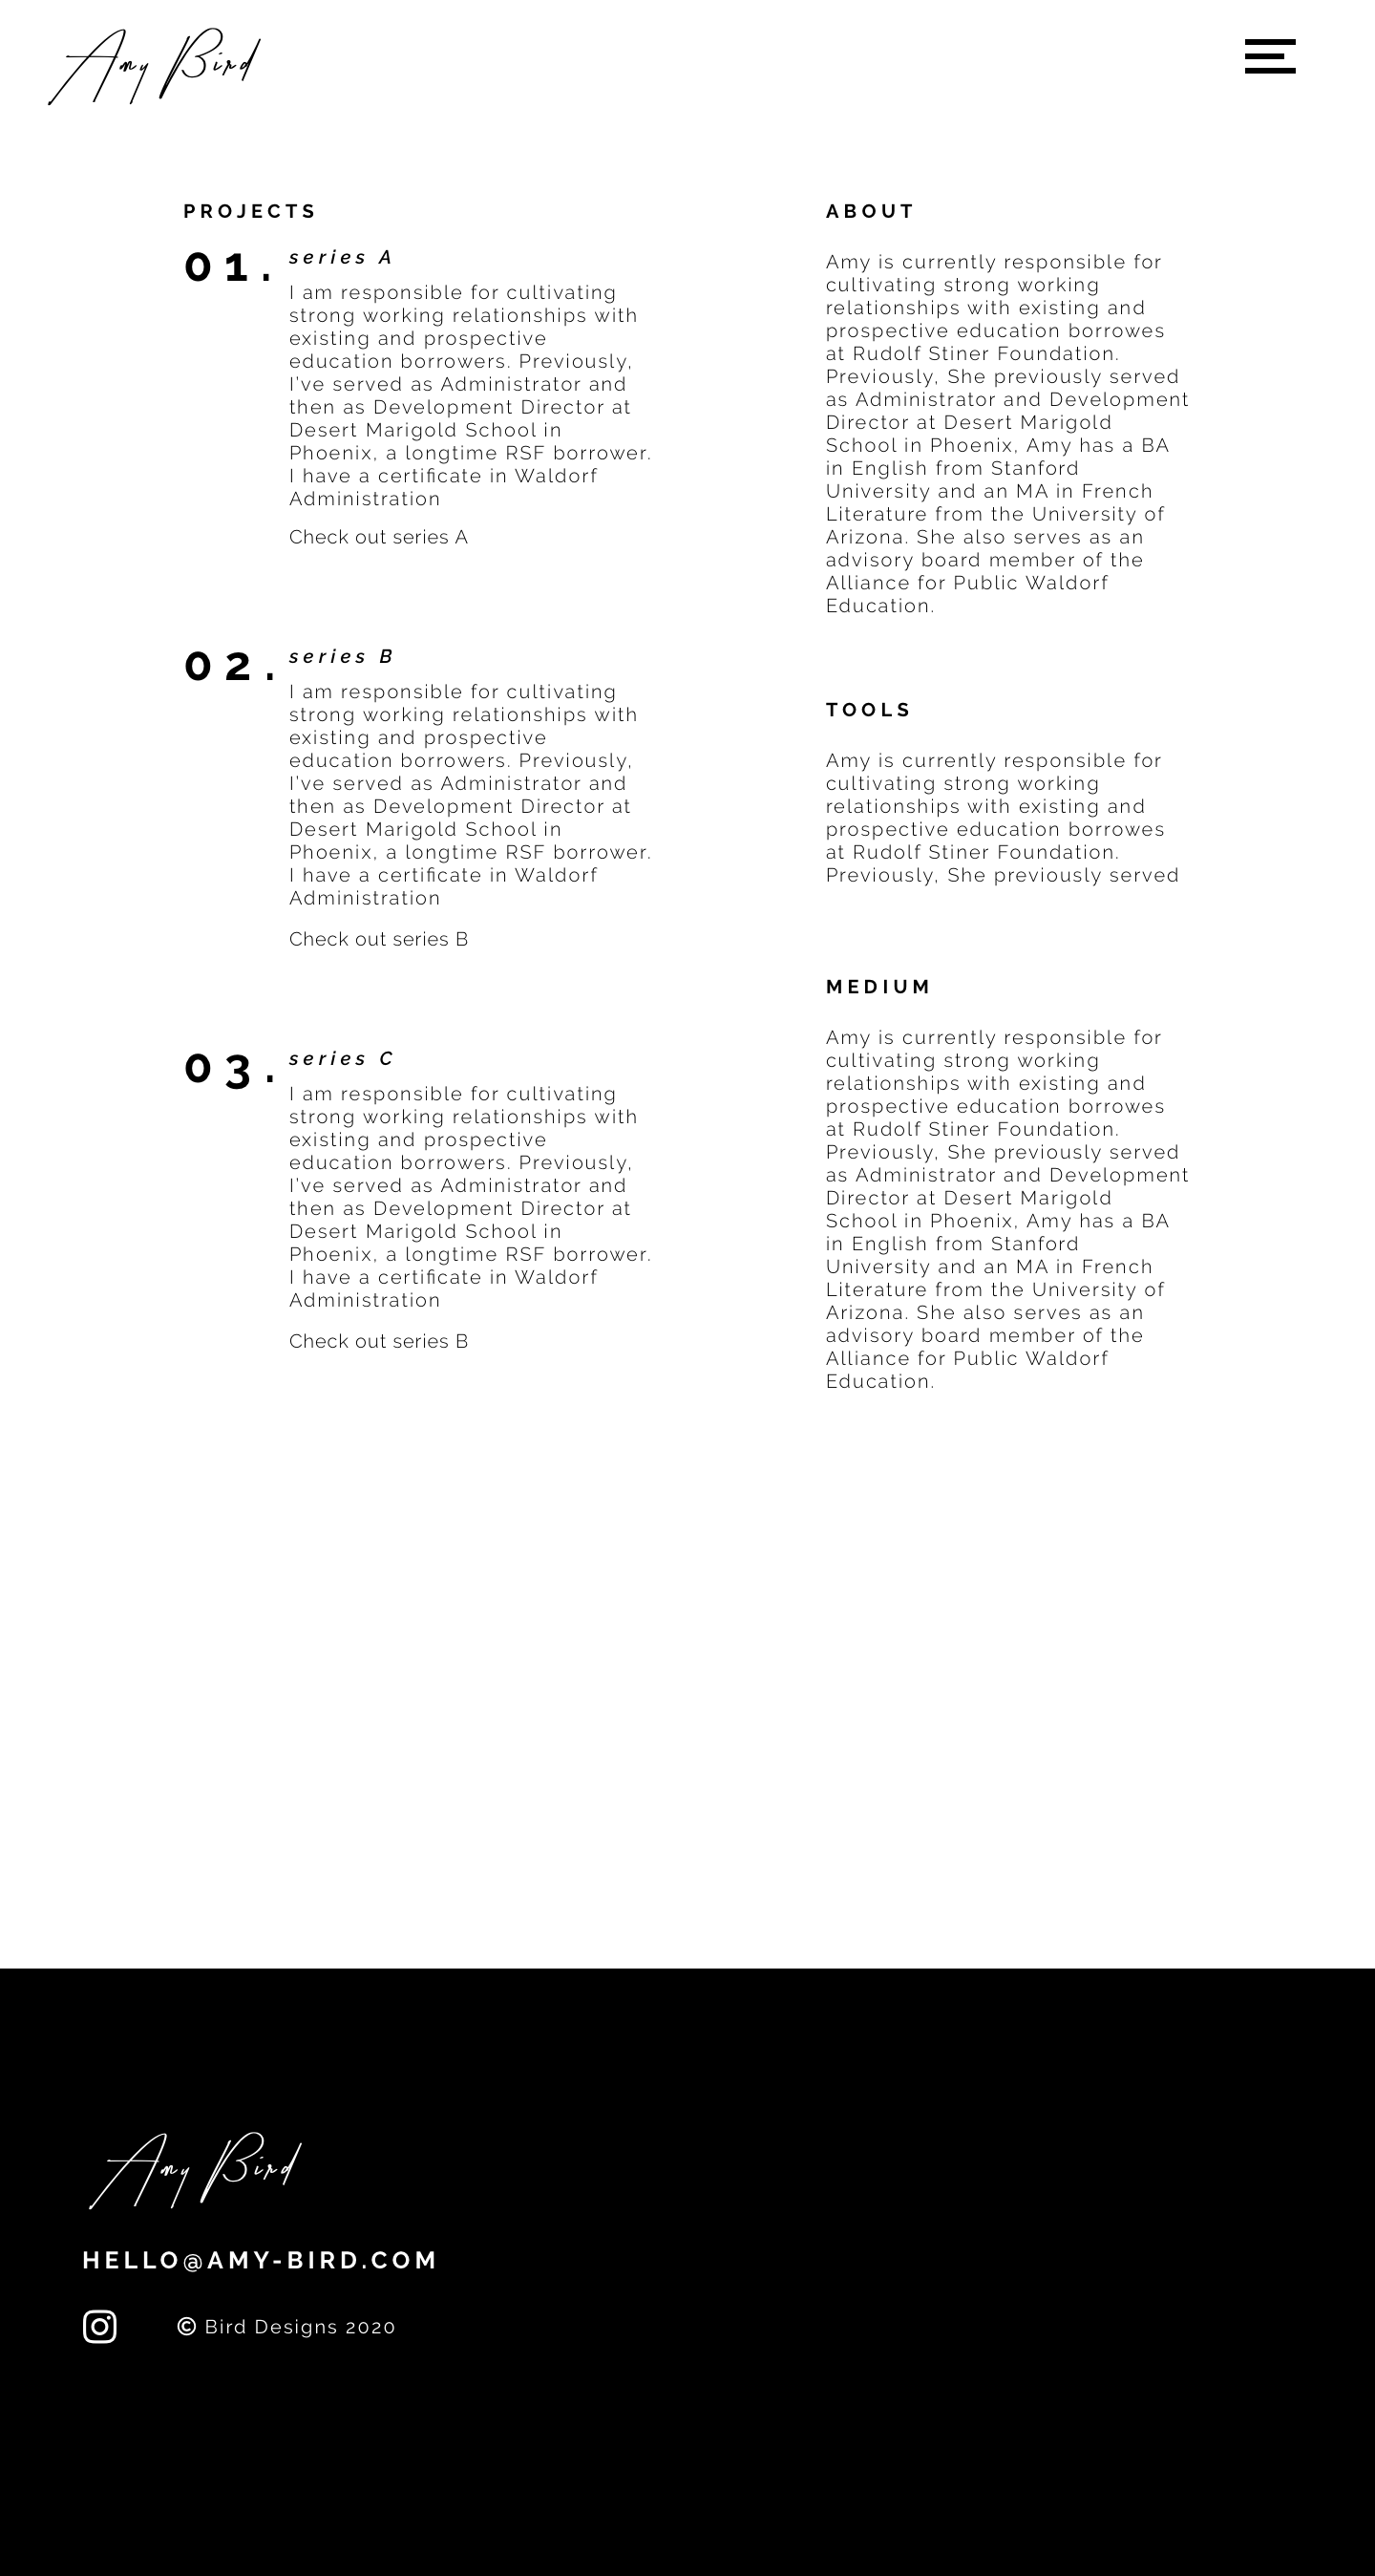 Amy Bird
PROJECTS
01.
series A
I am responsible for cultivating
strong working relationships with
existing and prospective
education borrowers. Previously,
I've served as Administrator and
then as Development Director at
Desert Marigold School in
Phoenix, a longtime RSF borrower.
I have a certificate in Waldorf
Administration
Check out series A
02.
series B
I am responsible for cultivating
strong working relationships with
existing and prospective
education borrowers. Previously,
I've served as Administrator and
then as Development Director at
Desert Marigold School in
Phoenix, a longtime RSF borrower.
I have a certificate in Waldorf
Administration
Check out series B
03.
series C
I am responsible for cultivating
strong working relationships with
existing and prospective
education borrowers. Previously,
I've served as Administrator and
then as Development Director at
Desert Marigold School in
Phoenix, a longtime RSF borrower.
I have a certificate in Waldorf
Administration
Check out series B
ABOUT
Amy is currently responsible for
cultivating strong working
relationships with existing and
prospective education borrowes
at Rudolf Stiner Foundation.
Previously, She previously served
as Administrator and Development
Director at Desert Marigold
School in Phoenix, Amy has a BA
in English from Stanford
University and an MA in French
Literature from the University of
Arizona. She also serves as an
advisory board member of the
Alliance for Public Waldorf
Education.
TOOLS
Amy is currently responsible for
cultivating strong working
relationships with existing and
prospective education borrowes
at Rudolf Stiner Foundation.
Previously, She previously served
MEDIUM
Amy is currently responsible for
cultivating strong working
relationships with existing and
prospective education borrowes
at Rudolf Stiner Foundation.
Previously, She previously served
as Administrator and Development
Director at Desert Marigold
School in Phoenix, Amy has a BA
in English from Stanford
University and an MA in French
Literature from the University of
Arizona. She also serves as an
advisory board member of the
Alliance for Public Waldorf
Education.
Amy Bird
HELLO@AMY-BIRD.COM
© Bird Designs 2020